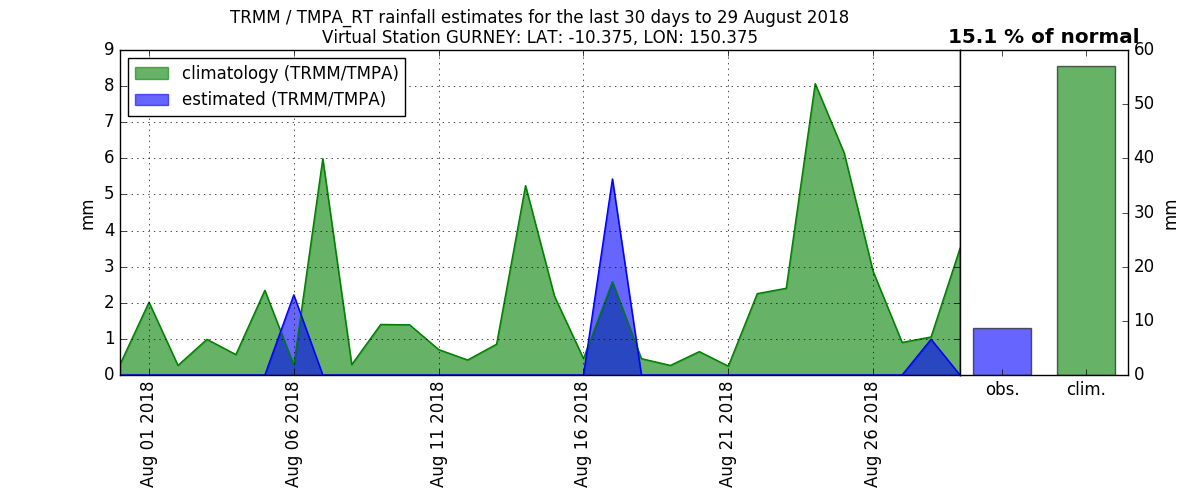 TRMM / TMPA_RT rainfall estimates for the last 30 days to 29 August 2018
Virtual Station GURNEY: LAT: -10.375, LON: 150.375
15.1 % of normal
climatology (TRMM/TMPA)
estimated (TRMM/TMPA)
mm
9
8
7
6
5
4
3
2
1
0
Aug 01 2018
Aug 06 2018
Aug 11 2018
Aug 16 2018
Aug 21 2018
Aug 26 2018
60
50
40
30
20
10
0
mm
obs.
clim.